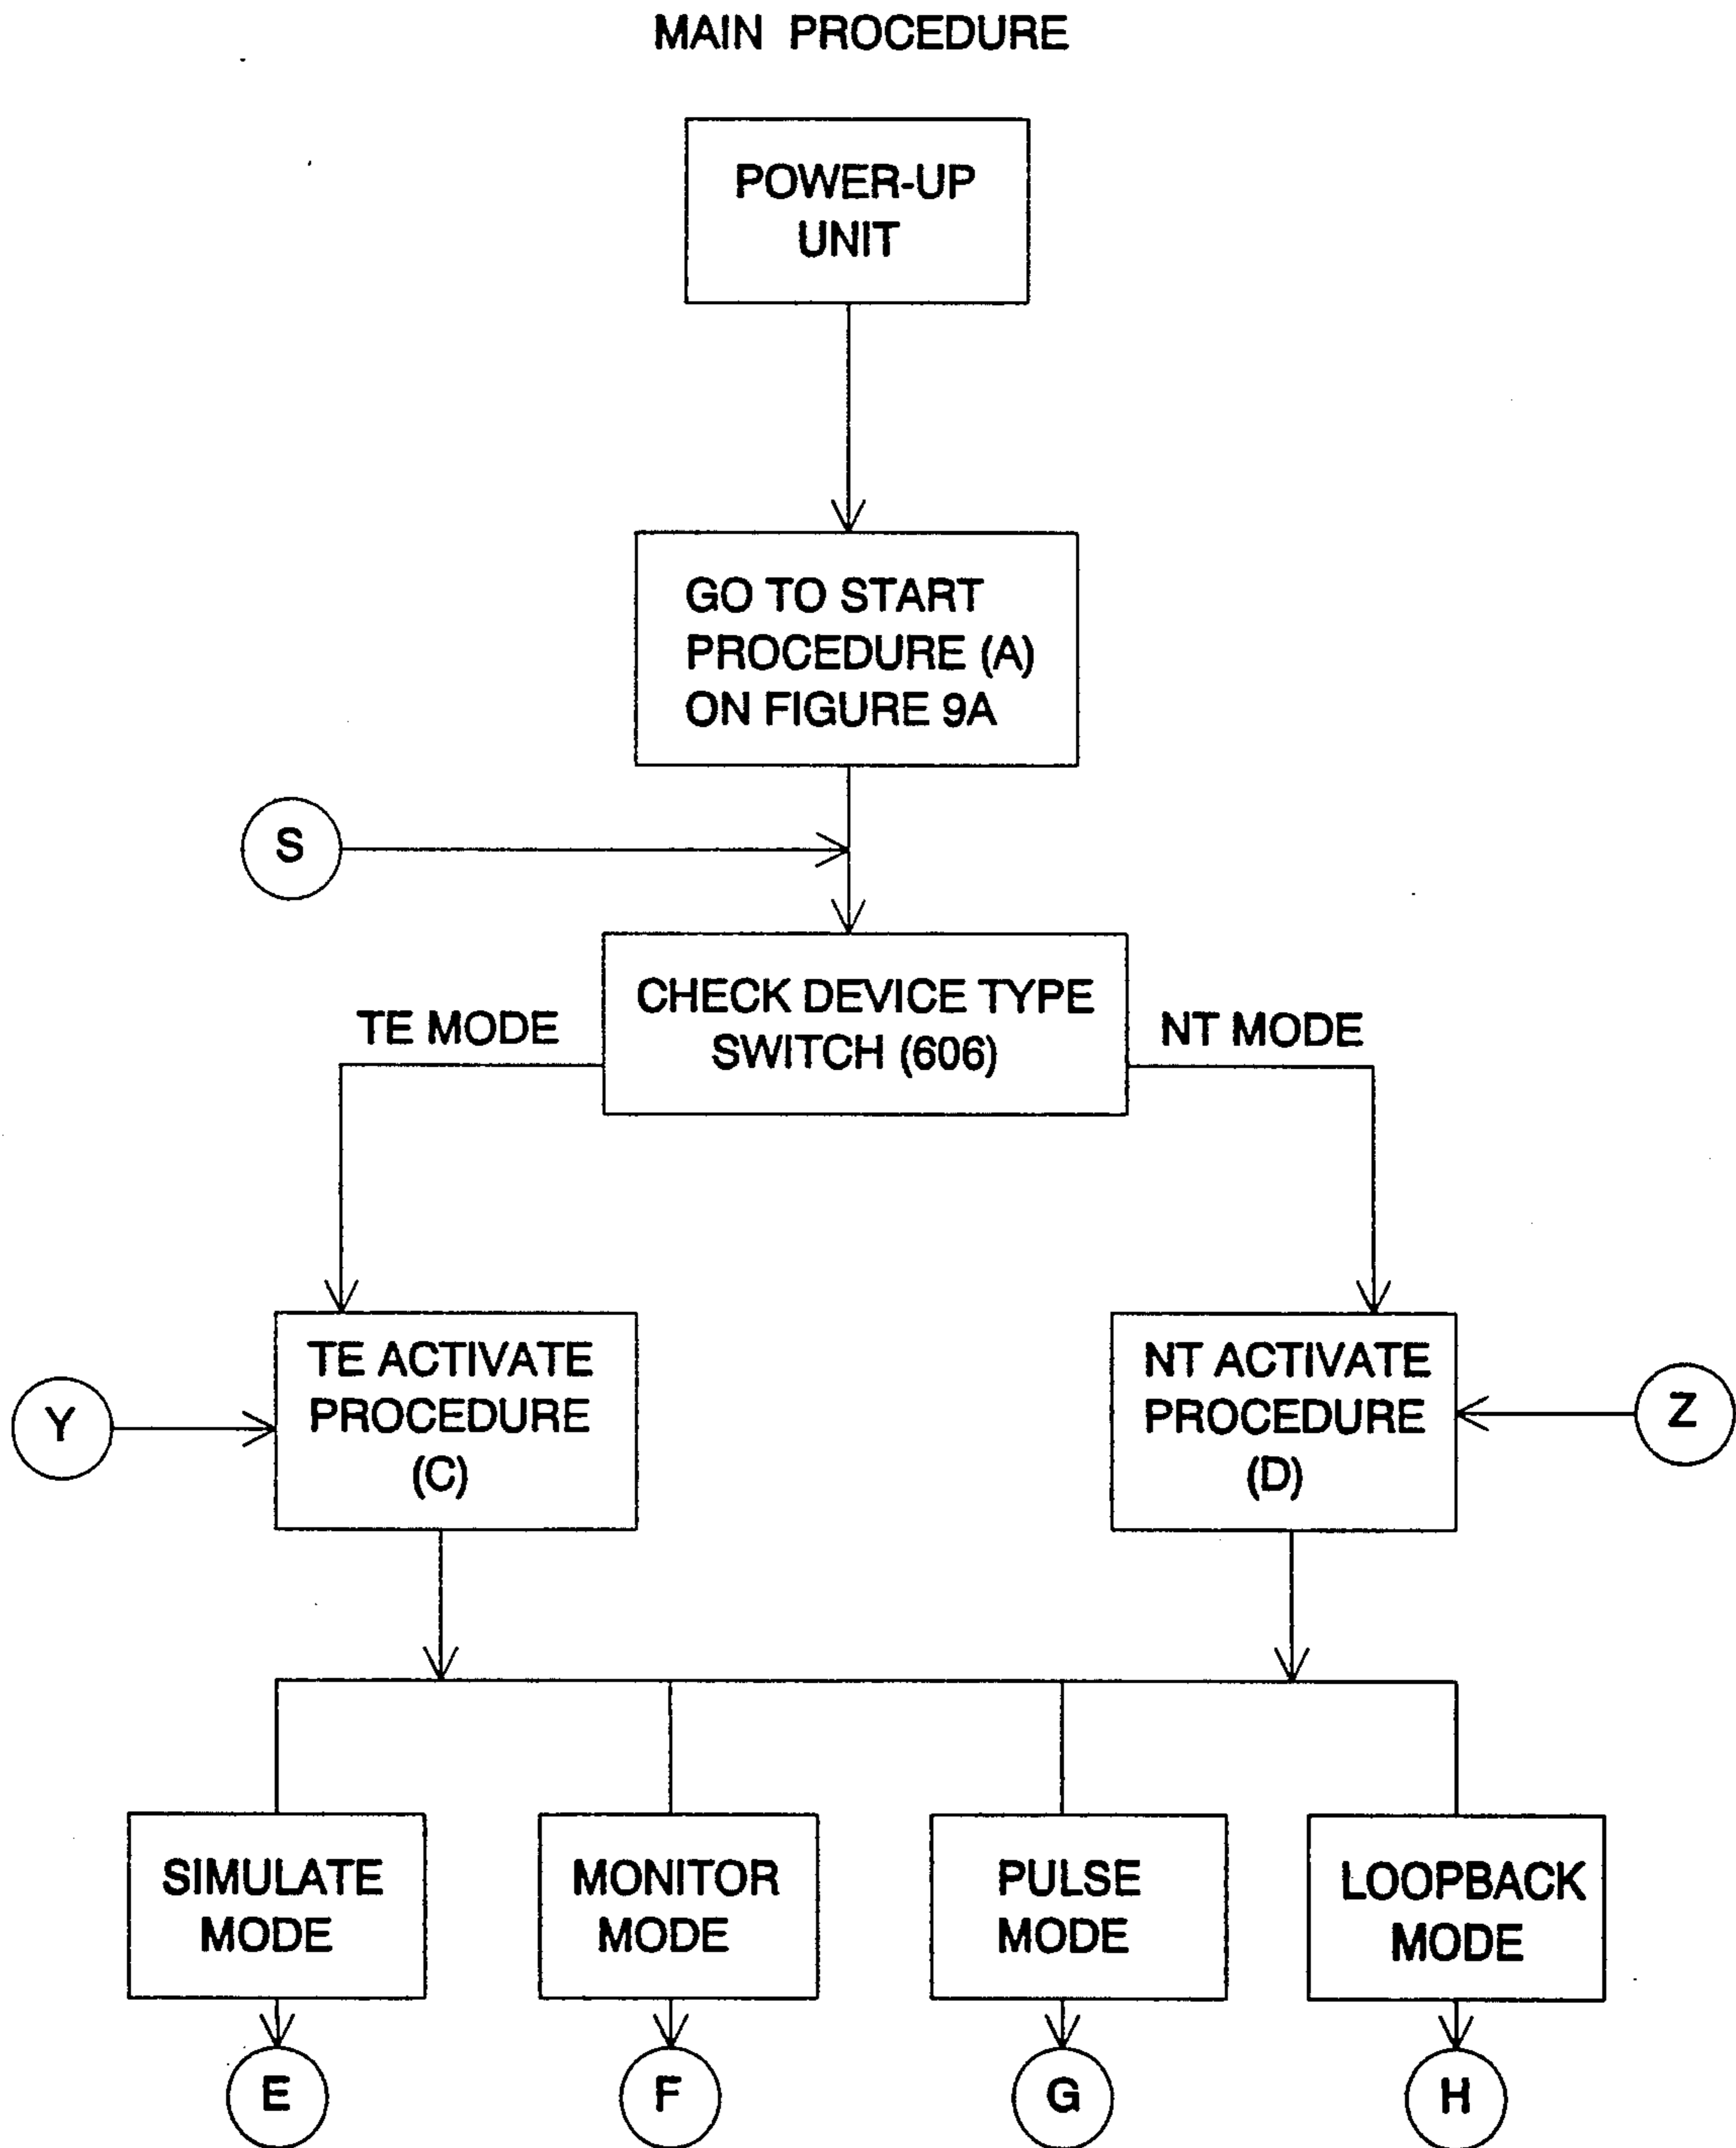 MAIN PROCEDURE
POWER-UP
UNIT
GO TO START
PROCEDURE (A)
ON FIGURE 9A
S
CHECK DEVICE TYPE
SWITCH (606)
TE MODE
NT MODE
TE ACTIVATE
PROCEDURE
(C)
NT ACTIVATE
PROCEDURE
(D)
Y
Z
SIMULATE
MODE
MONITOR
MODE
PULSE
MODE
LOOPBACK
MODE
E
F
G
H